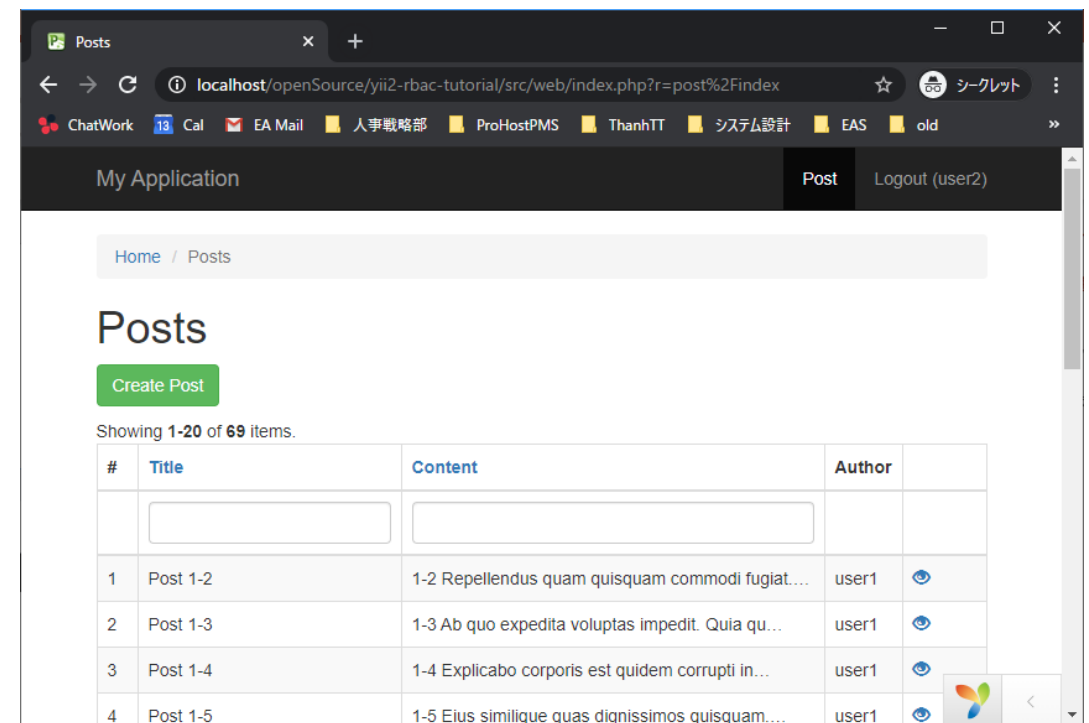 Posts
localhost/openSource/yii2-rbac-tutorial/src/web/index.php?r=post%2Findex シークレット
ChatWork 13 Cal EA Mail 人事戦略部 ProHostPMS ThanhTT システム設計 EAS old »
My Application Post Logout (user2)
Home / Posts
Posts
Create Post
Showing 1-20 of 69 items.
# Title Content Author
1 Post 1-2 1-2 Repellendus quam quisquam commodi fugiat.… user1
2 Post 1-3 1-3 Ab quo expedita voluptas impedit. Quia qu… user1
3 Post 1-4 1-4 Explicabo corporis est quidem corrupti in… user1
4 Post 1-5 1-5 Eius similique quas dignissimos quisquam.… user1